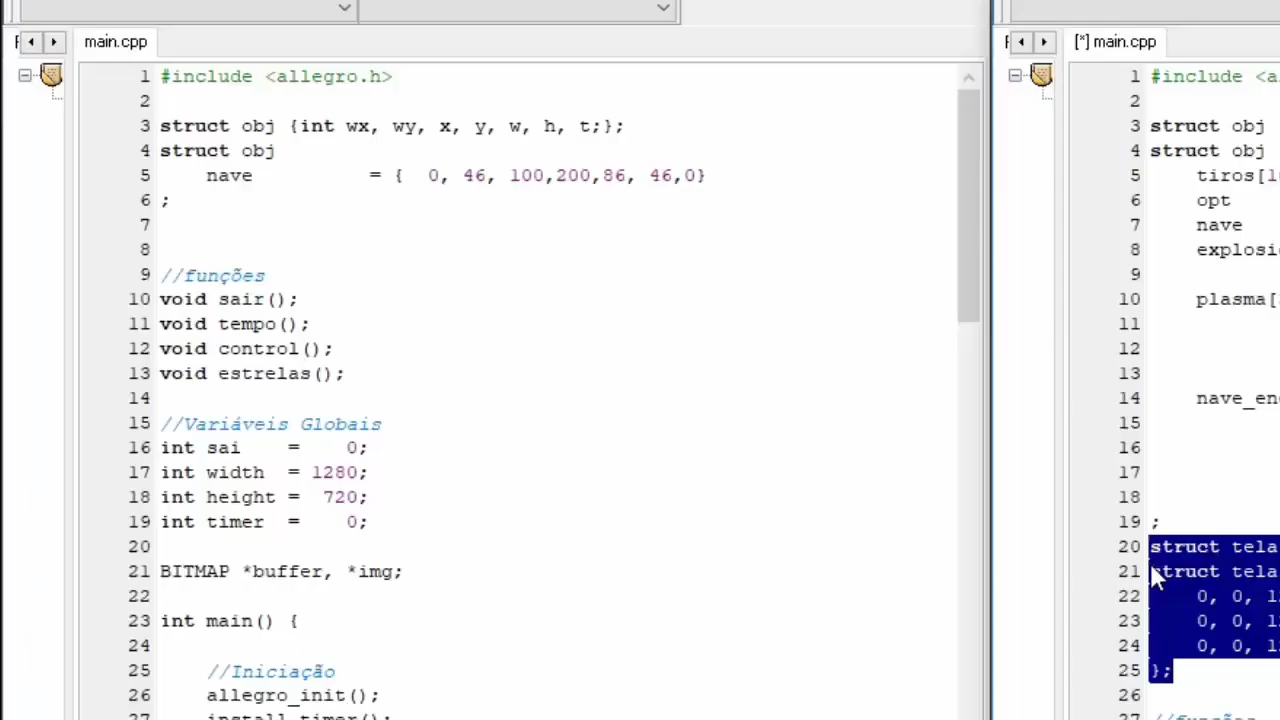 main.cpp
1 #include <allegro.h>
2
3 struct obj {int wx, wy, x, y, w, h, t;};
4 struct obj
5 nave = { 0, 46, 100,200,86, 46,0}
6 ;
7
8
9 //funções
10 void sair();
11 void tempo();
12 void control();
13 void estrelas();
14
15 //Variáveis Globais
16 int sai = 0;
17 int width = 1280;
18 int height = 720;
19 int timer = 0;
20
21 BITMAP *buffer, *img;
22
23 int main() {
24
25 //Iniciação
26 allegro_init();
27 install_timer();
[*] main.cpp
1 #include <a
2
3 struct obj
4 struct obj
5 tiros[1
6 opt
7 nave
8 explosi
9
10 plasma[
11
12
13
14 nave_en
15
16
17
18
19 ;
20 struct tela
21 struct tela
22 0, 0, 1
23 0, 0, 1
24 0, 0, 1
25 };
26
27 //funções